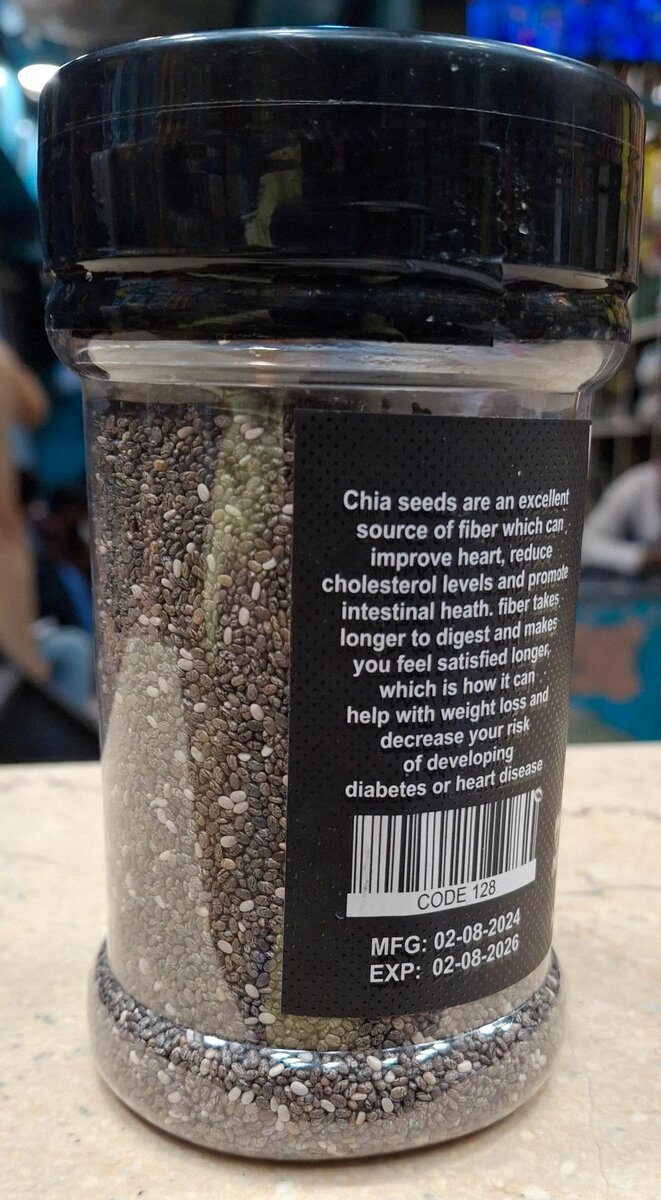 Chia seeds are an excellent
source of fiber which can
improve heart, reduce
cholesterol levels and promote
intestinal heath. fiber takes
longer to digest and makes
you feel satisfied longer,
which is how it can
help with weight loss and
decrease your risk
of developing
diabetes or heart disease
CODE 128
MFG: 02-08-2024
EXP: 02-08-2026